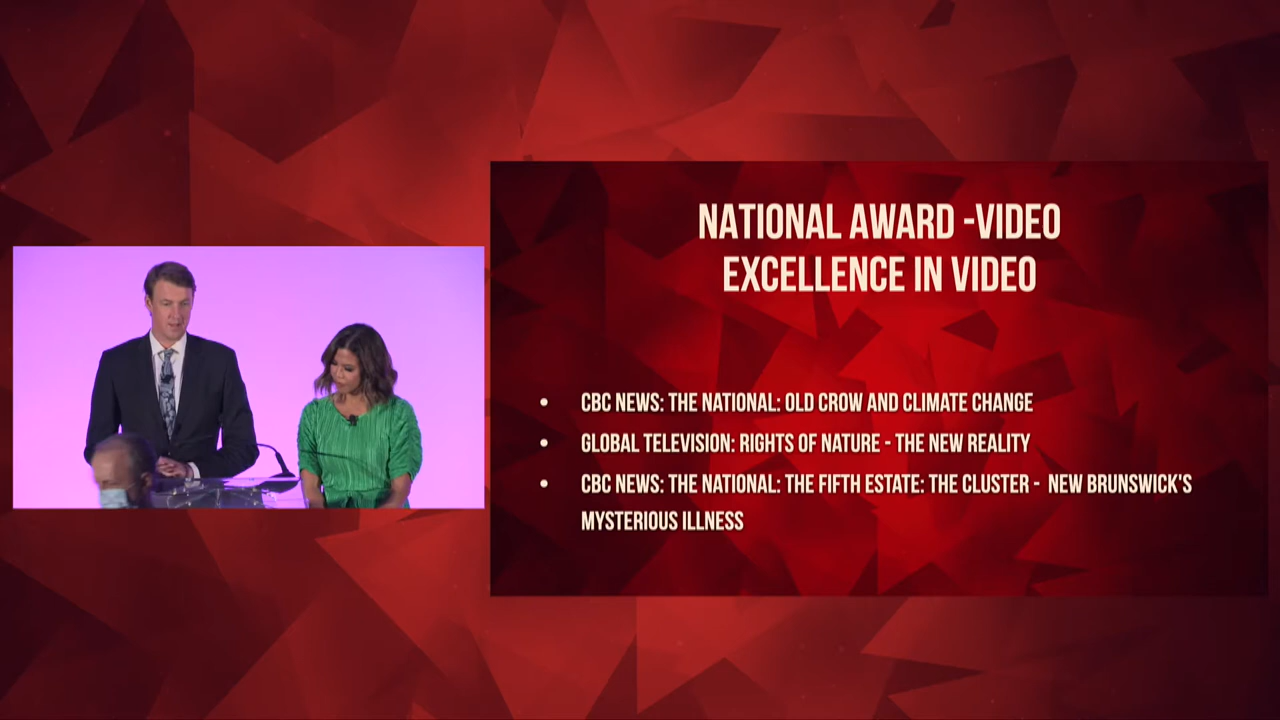 NATIONAL AWARD -VIDEO
EXCELLENCE IN VIDEO
• CBC NEWS: THE NATIONAL: OLD CROW AND CLIMATE CHANGE
• GLOBAL TELEVISION: RIGHTS OF NATURE - THE NEW REALITY
• CBC NEWS: THE NATIONAL: THE FIFTH ESTATE: THE CLUSTER - NEW BRUNSWICK'S
MYSTERIOUS ILLNESS